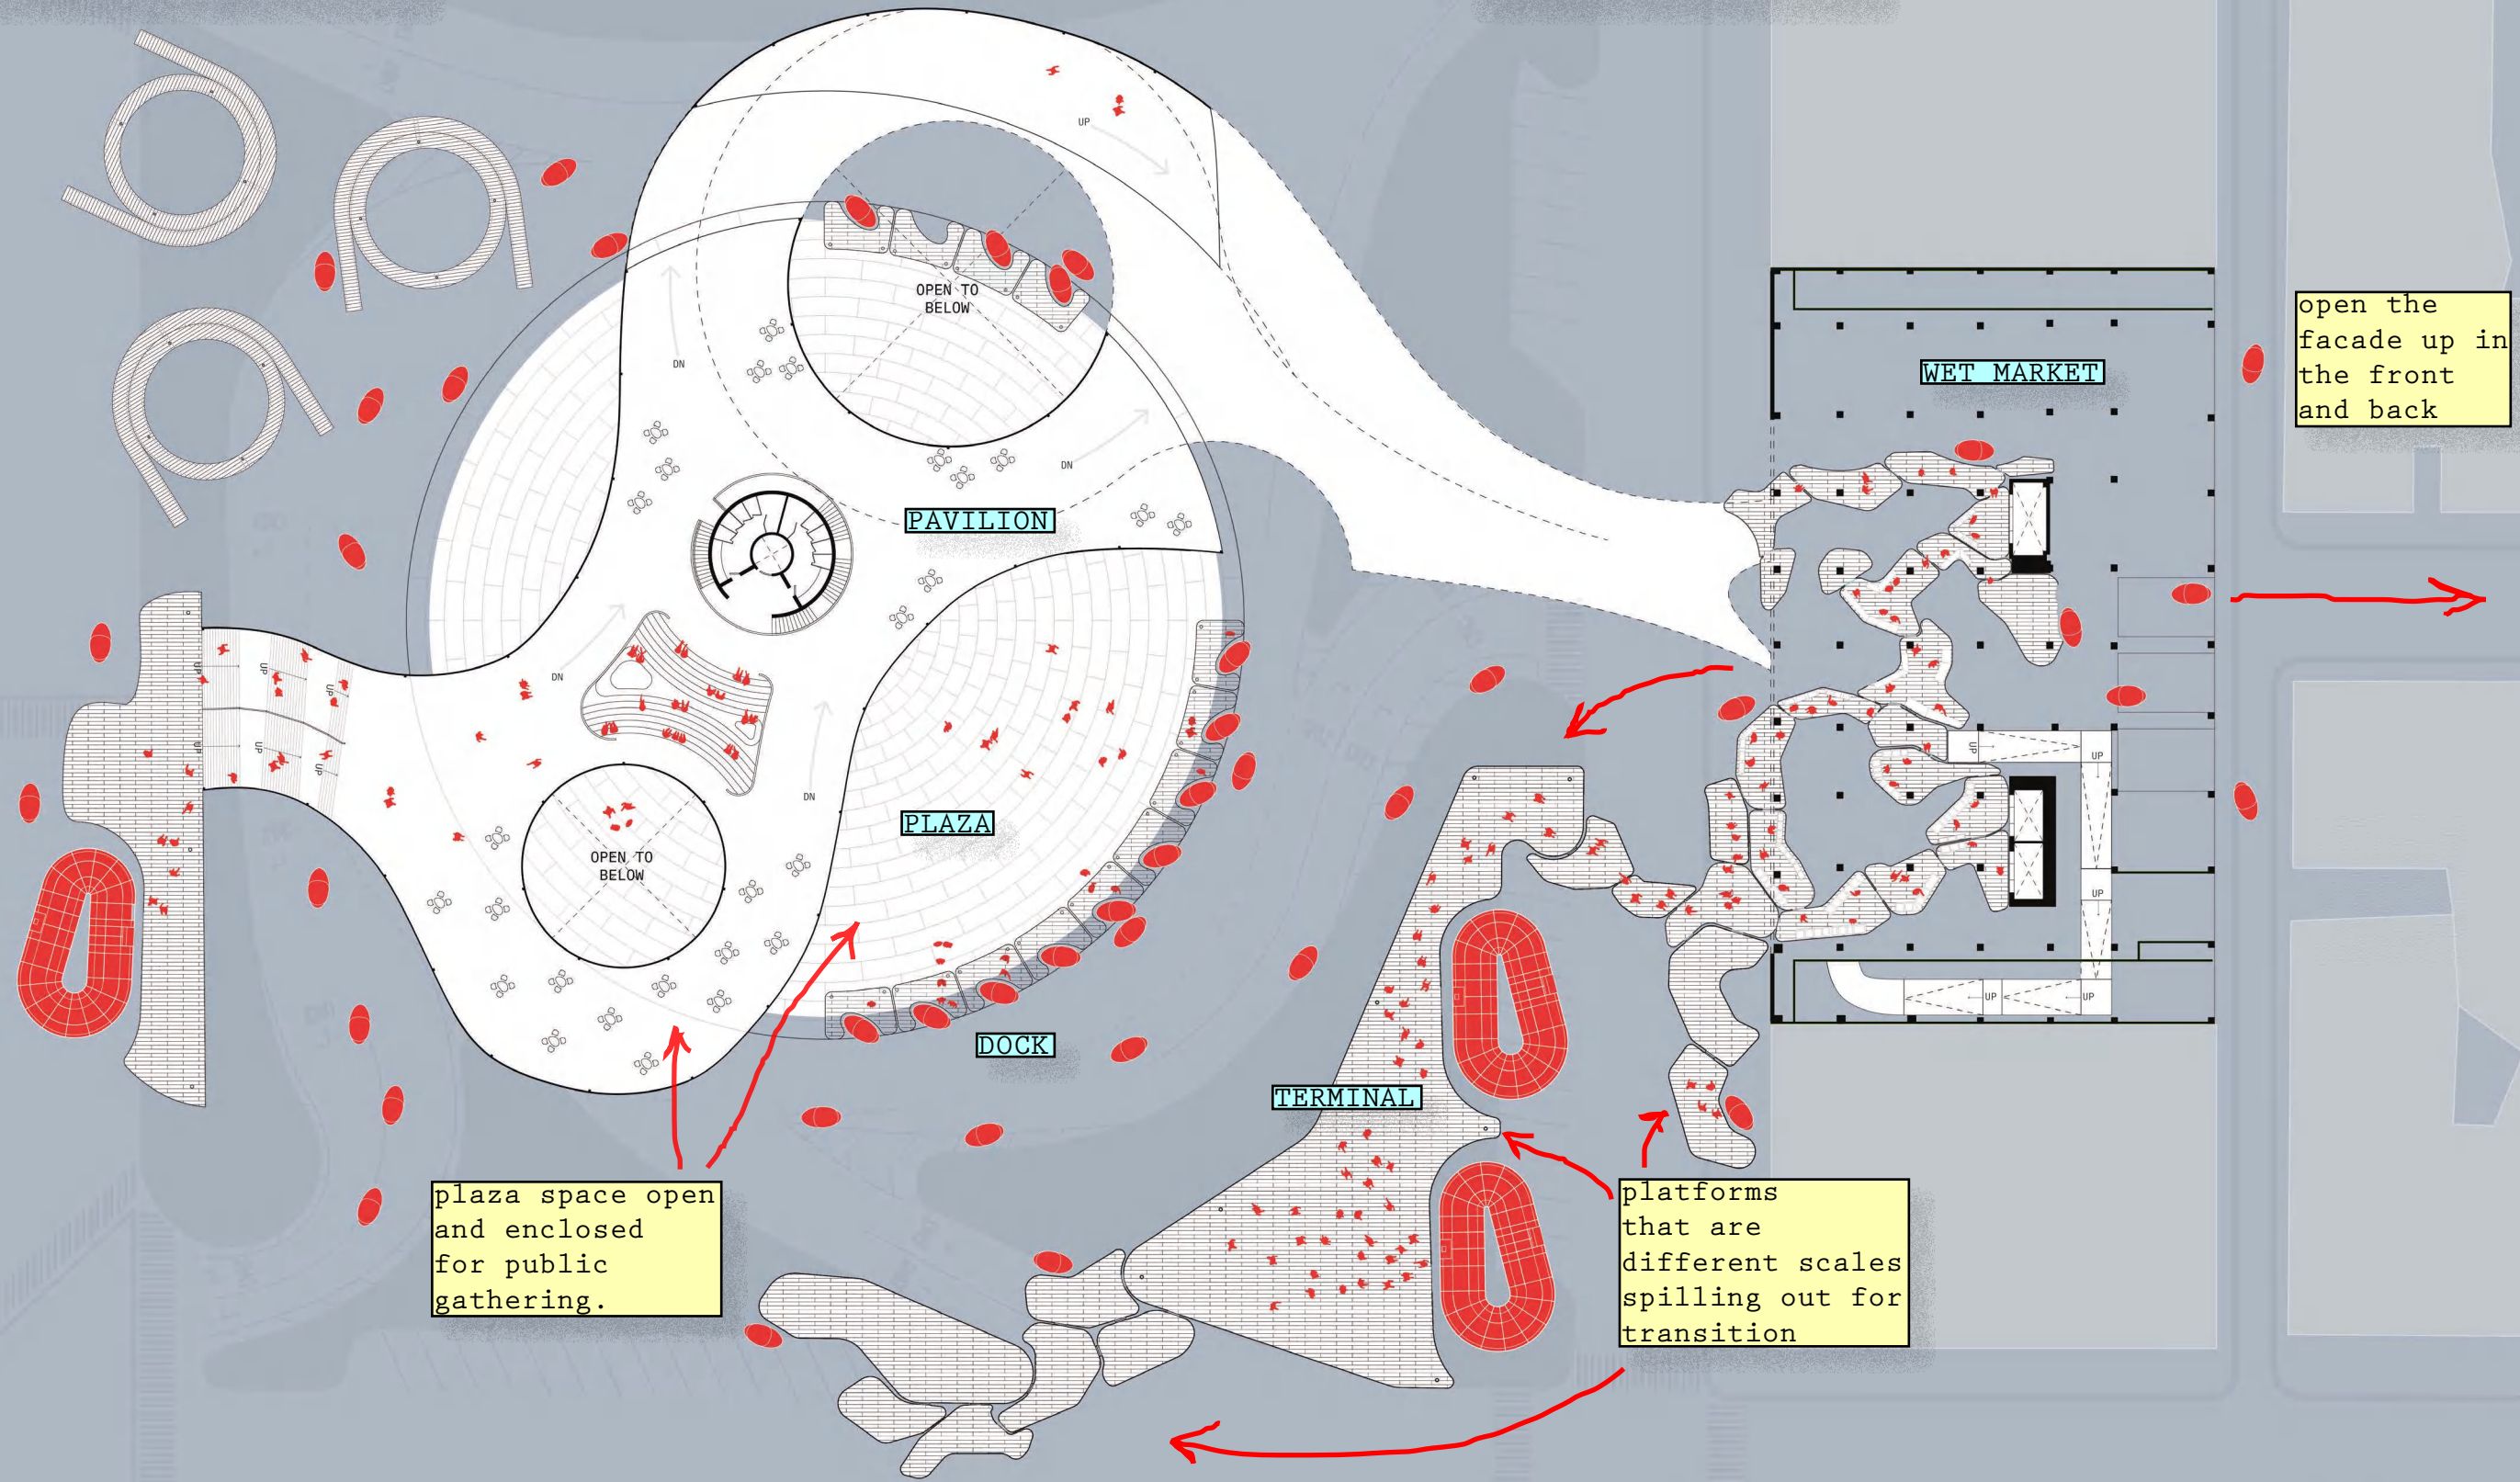 UP
OPEN TO
BELOW
open the
facade up in
the front
and back
DN
WET MARKET
DN
PAVILION
UP
UP
UP
DN
UP
UP
UP
DN
UP
UP
PLAZA
OPEN TO
BELOW
UP
UP
UP
DOCK
TERMINAL
plaza space open
and enclosed
for public
gathering.
platforms
that are
different scales
spilling out for
transition